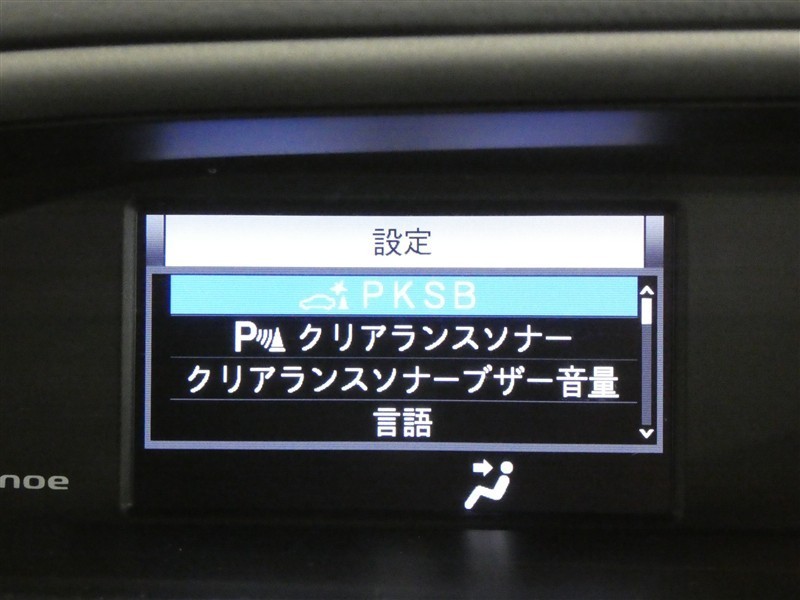 設定
PKSB
P クリアランスソナー
クリアランスソナーブザー音量
言語
noe